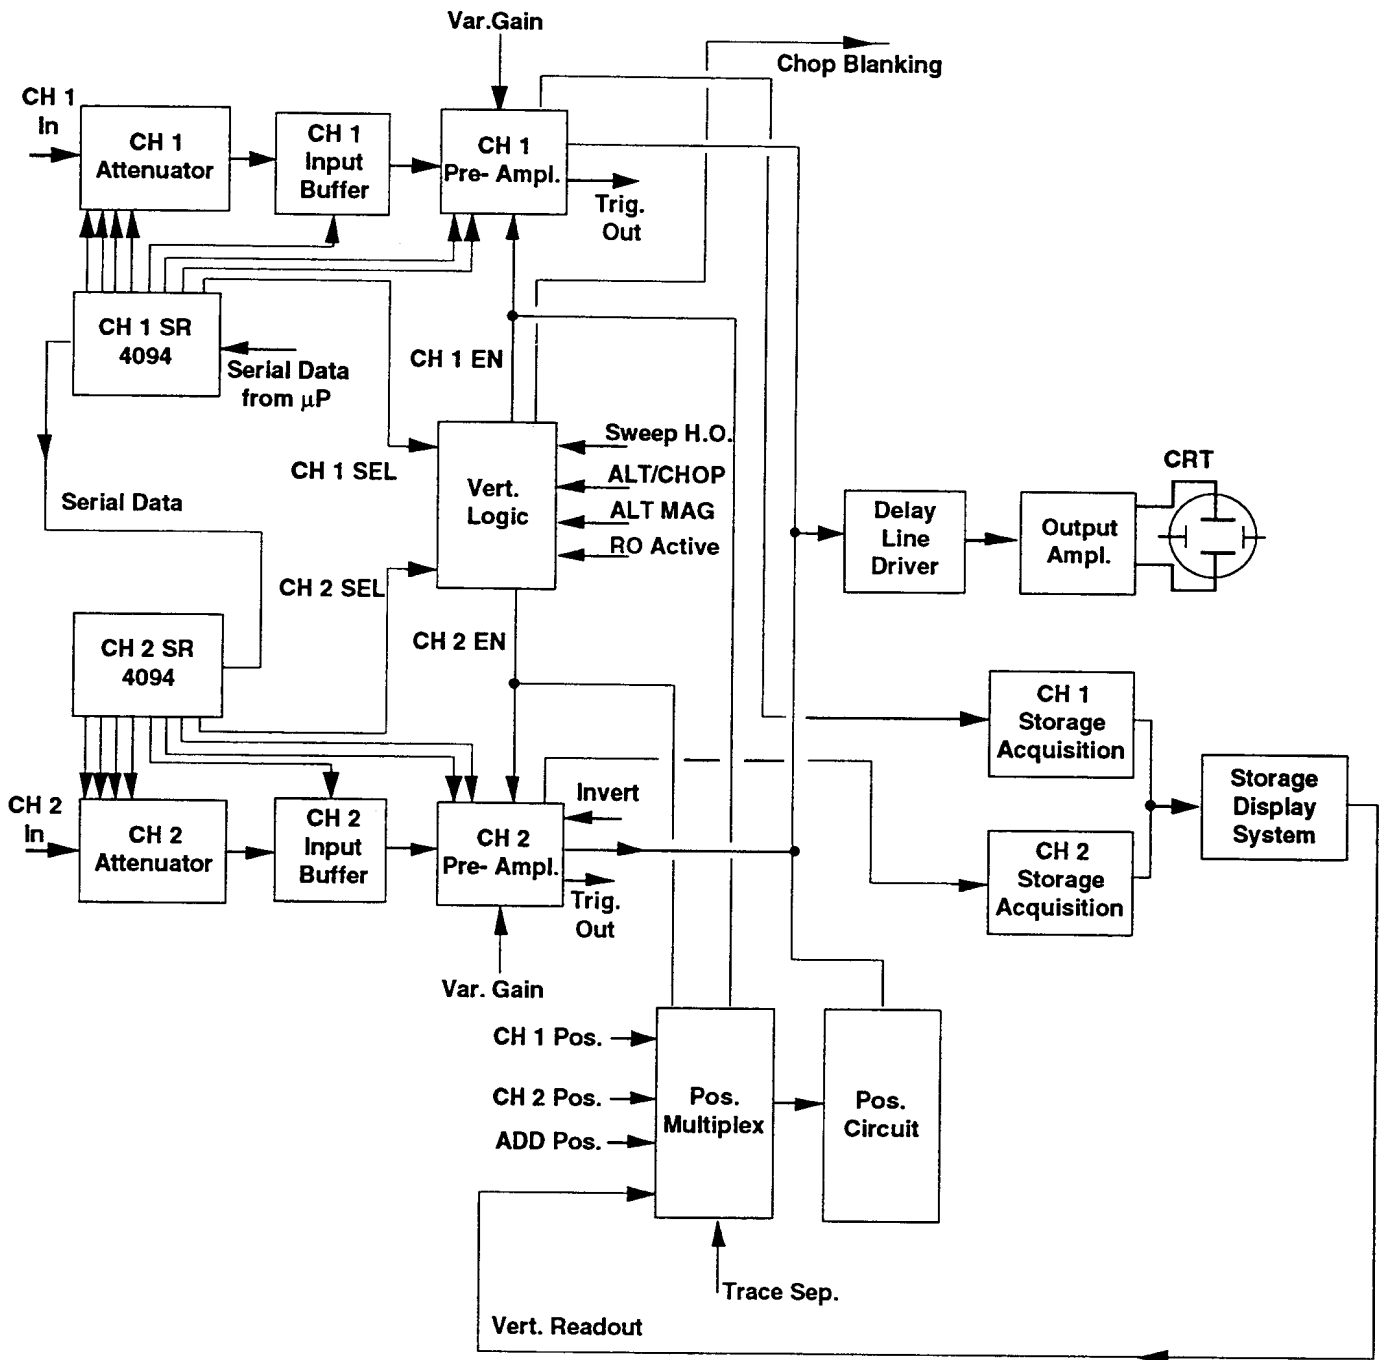 Var.Gain
Chop Blanking
CH 1
In
CH 1
Attenuator
CH 1
Input
Buffer
CH 1
Pre- Ampl.
Trig.
Out
CH 1 SR
4094
Serial Data
from µP
CH 1 EN
Sweep H.O.
ALT/CHOP
ALT MAG
RO Active
CH 1 SEL
Vert.
Logic
Serial Data
CH 2 SEL
CH 2 EN
CRT
Delay
Line
Driver
Output
Ampl.
CH 2 SR
4094
CH 1
Storage
Acquisition
Storage
Display
System
CH 2
In
CH 2
Attenuator
CH 2
Input
Buffer
Invert
CH 2
Pre- Ampl.
Trig.
Out
CH 2
Storage
Acquisition
Var. Gain
CH 1 Pos.
CH 2 Pos.
ADD Pos.
Pos.
Multiplex
Pos.
Circuit
Trace Sep.
Vert. Readout